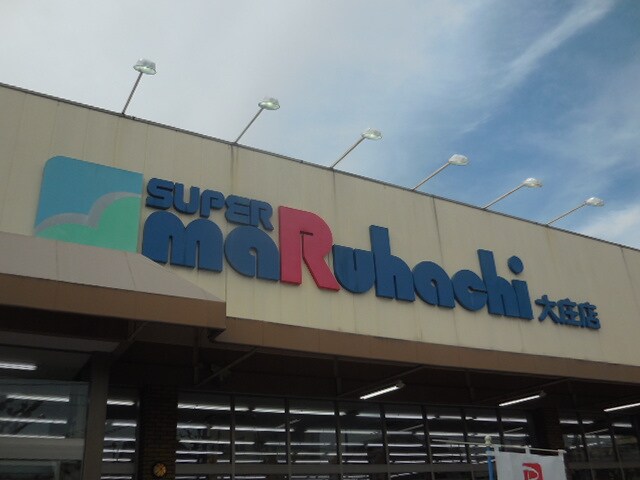 SUPER
maRuhachi 大庄店